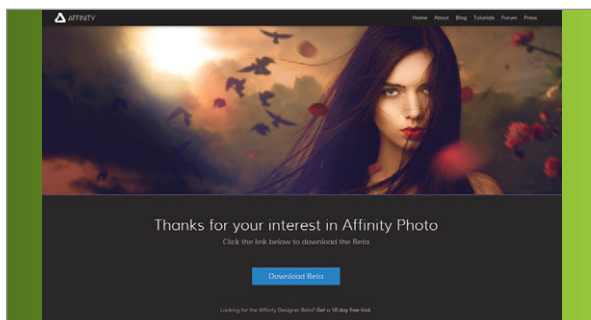 AFFINITY
Home About Blog Tutorials Forum Press
Thanks for your interest in Affinity Photo
Click the link below to download the Beta
Download Beta
Looking for the Affinity Designer Beta? Get a 10 day free trial